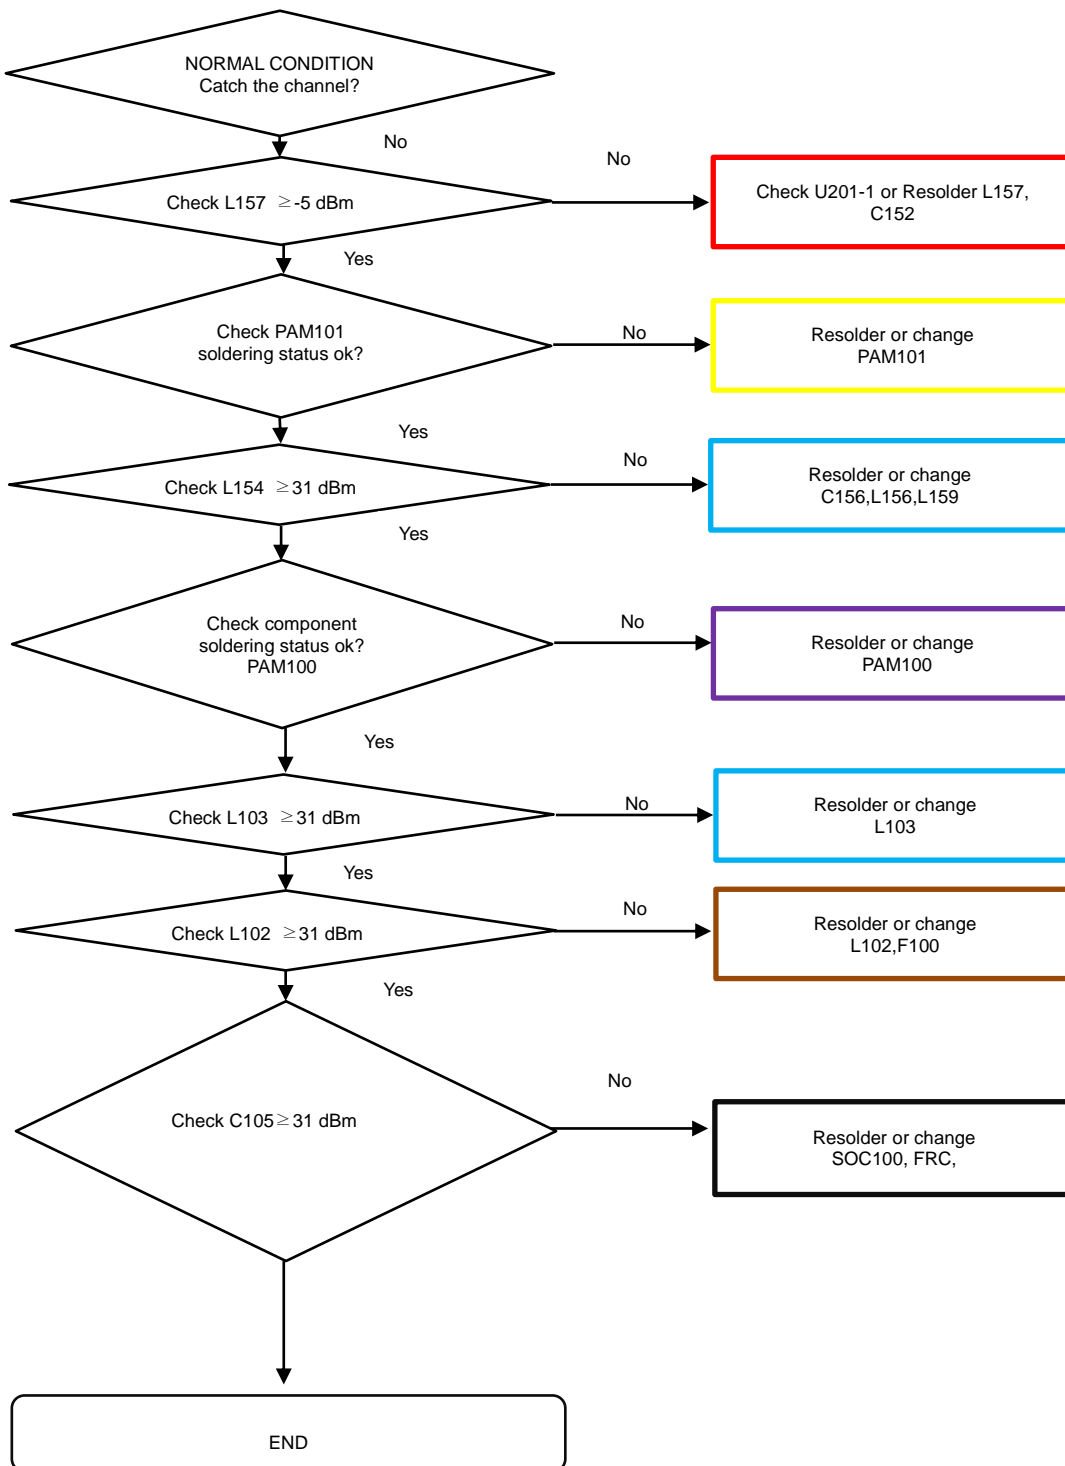 NORMAL CONDITION
Catch the channel?
No
Check L157 ≥-5 dBm
No
Check U201-1 or Resolder L157,
C152
Yes
Check PAM101
soldering status ok?
No
Resolder or change
PAM101
Yes
Check L154 ≥31 dBm
No
Resolder or change
C156,L156,L159
Yes
Check component
soldering status ok?
PAM100
No
Resolder or change
PAM100
Yes
Check L103 ≥31 dBm
No
Resolder or change
L103
Yes
Check L102 ≥31 dBm
No
Resolder or change
L102,F100
Yes
Check C105≥31 dBm
No
Resolder or change
SOC100, FRC,
END